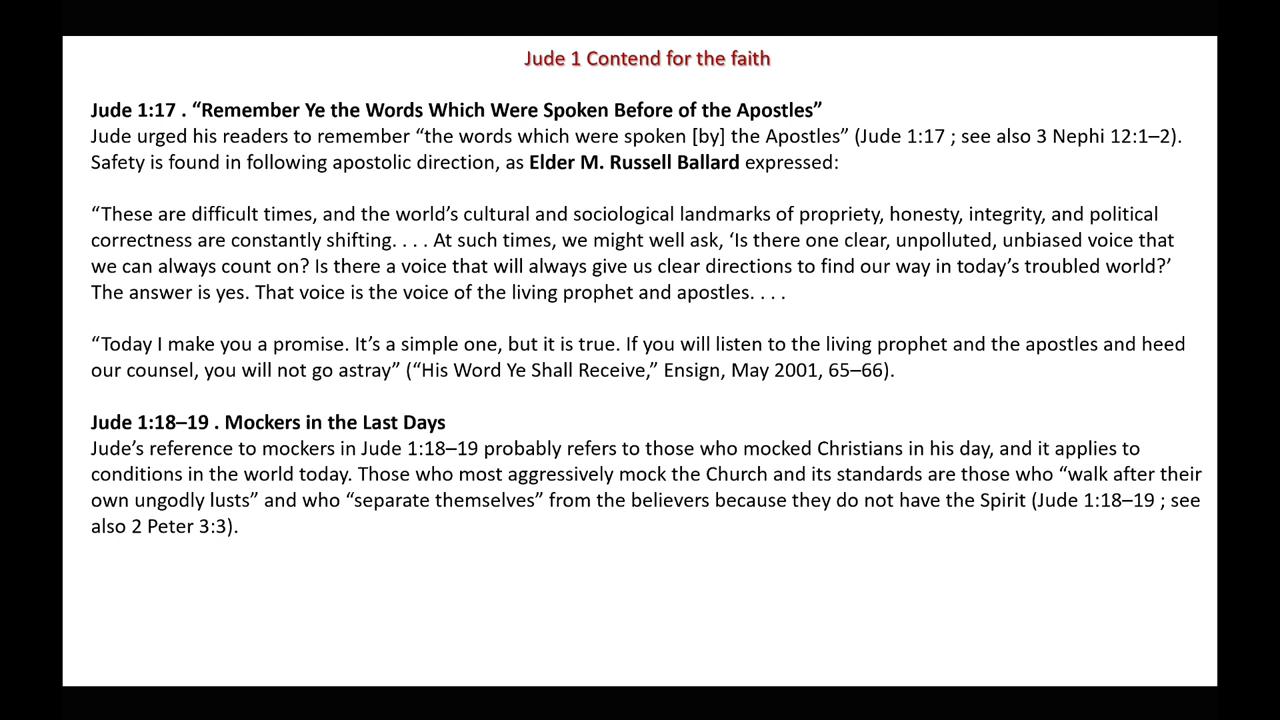 Jude 1 Contend for the faith
Jude 1:17 . “Remember Ye the Words Which Were Spoken Before of the Apostles”
Jude urged his readers to remember “the words which were spoken [by] the Apostles” (Jude 1:17 ; see also 3 Nephi 12:1–2).
Safety is found in following apostolic direction, as Elder M. Russell Ballard expressed:
“These are difficult times, and the world’s cultural and sociological landmarks of propriety, honesty, integrity, and political
correctness are constantly shifting. . . . At such times, we might well ask, ‘Is there one clear, unpolluted, unbiased voice that
we can always count on? Is there a voice that will always give us clear directions to find our way in today’s troubled world?’
The answer is yes. That voice is the voice of the living prophet and apostles. . . .
“Today I make you a promise. It’s a simple one, but it is true. If you will listen to the living prophet and the apostles and heed
our counsel, you will not go astray” (“His Word Ye Shall Receive,” Ensign, May 2001, 65–66).
Jude 1:18–19 . Mockers in the Last Days
Jude’s reference to mockers in Jude 1:18–19 probably refers to those who mocked Christians in his day, and it applies to
conditions in the world today. Those who most aggressively mock the Church and its standards are those who “walk after their
own ungodly lusts” and who “separate themselves” from the believers because they do not have the Spirit (Jude 1:18–19 ; see
also 2 Peter 3:3).